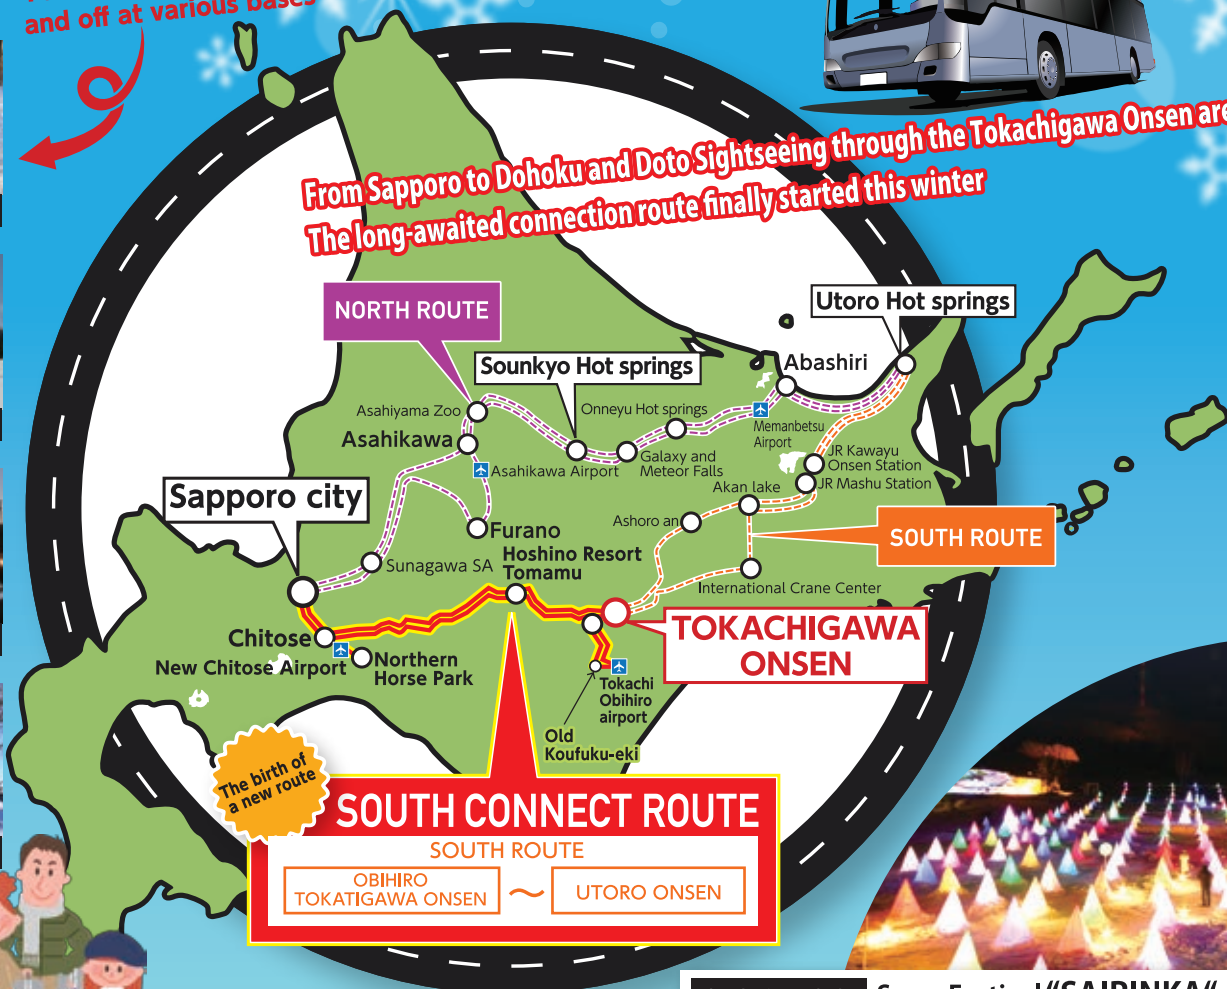 and off at various bases
From Sapporo to Dohoku and Doto Sightseeing through the Tokachigawa Onsen
The long-awaited connection route finally started this winter
NORTH ROUTE
Utoro Hot springs
Sounkyo Hot springs
Abashiri
Asahiyama Zoo
Onneyu Hot springs
Asahikawa
Memanbetsu
Airport
Galaxy and
Meteor Falls
Asahikawa Airport
JR Kawayu
Onsen Station
JR Mashu Station
Akan lake
Sapporo city
Ashoro an
Furano
SOUTH ROUTE
Sunagawa SA
Hoshino Resort
Tomamu
International Crane Center
TOKACHIGAWA
ONSEN
Chitose
New Chitose Airport
Northern
Horse Park
Tokachi
Obihiro
airport
Old
Koufuku-eki
The birth of
a new route
SOUTH CONNECT ROUTE
SOUTH ROUTE
OBIHIRO
TOKATIGAWA ONSEN
～
UTORO ONSEN
"SAIRINKA"